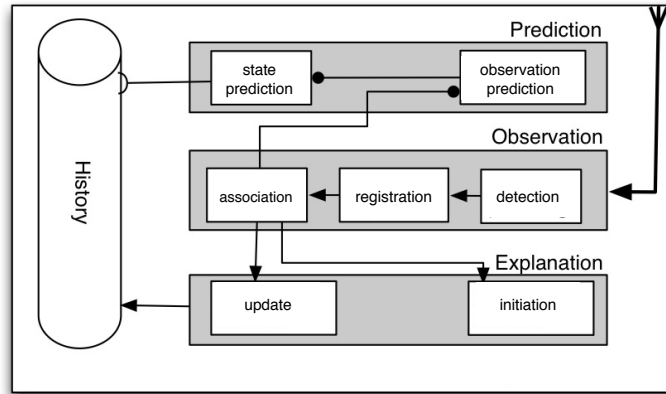 Prediction
state
prediction
observation
prediction
Observation
association
registration
detection
Explanation
update
initiation
History